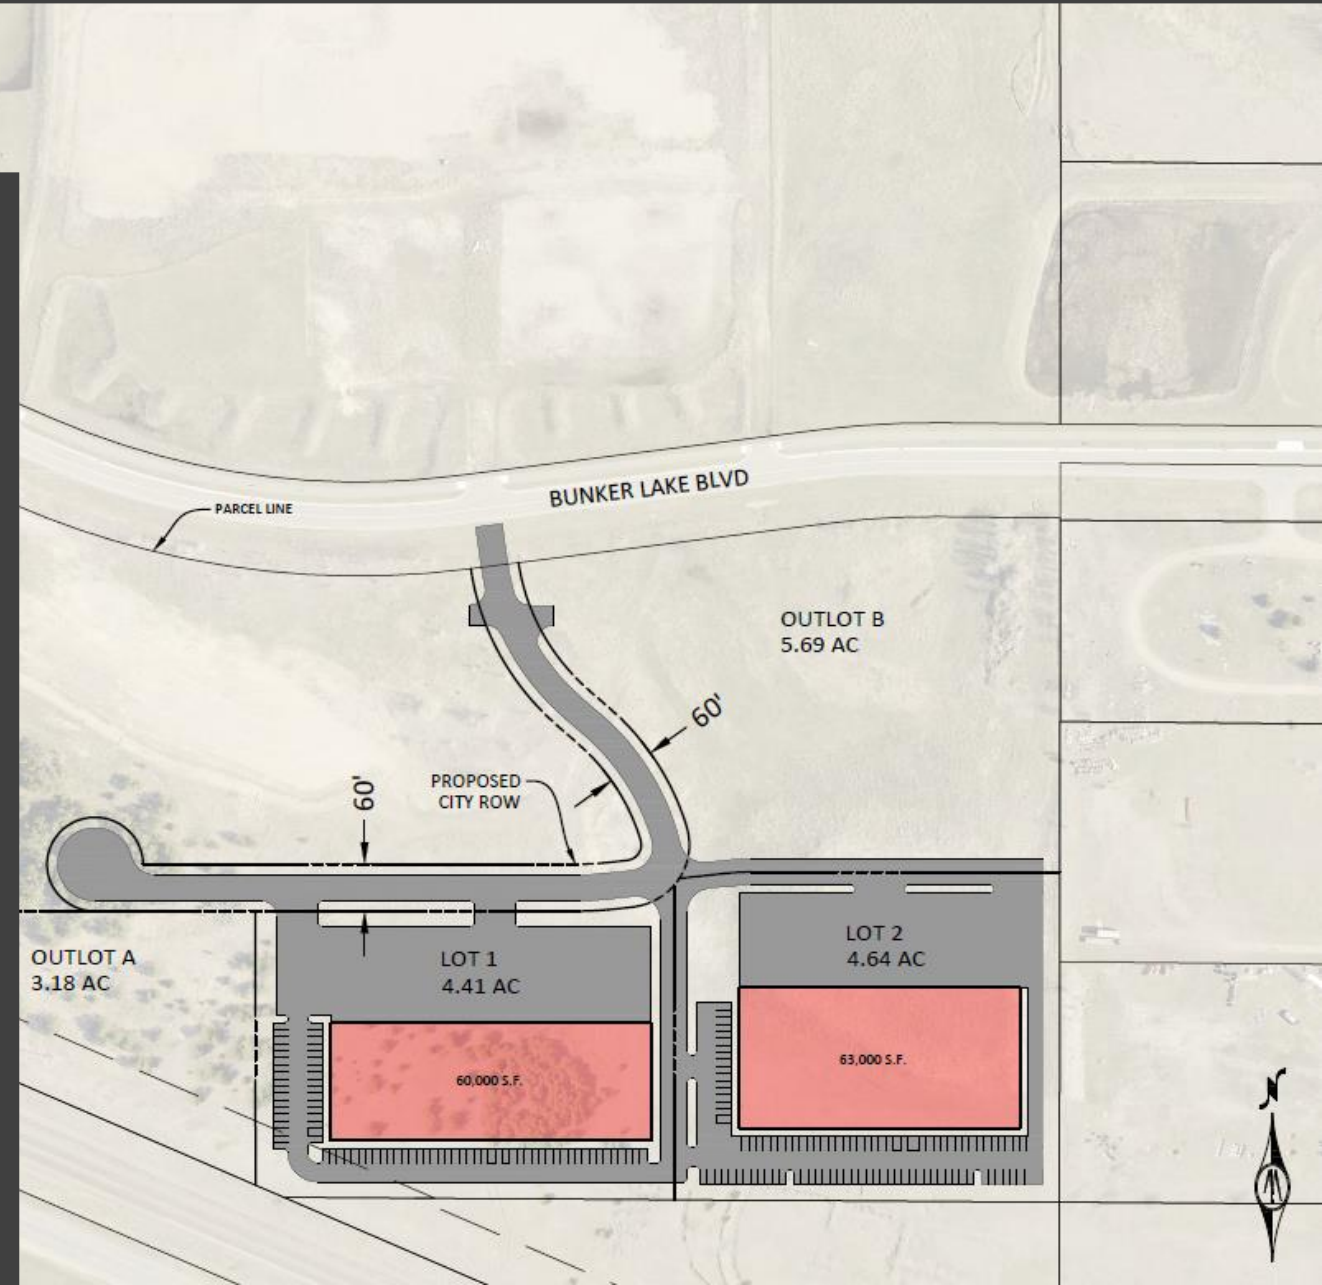 BUNKER LAKE BLVD
PARCEL LINE
OUTLOT B
5.69 AC
60'
PROPOSED
CITY ROW
60'
OUTLOT A
3.18 AC
LOT 1
4.41 AC
LOT 2
4.64 AC
60,000 S.F.
63,000 S.F.
N